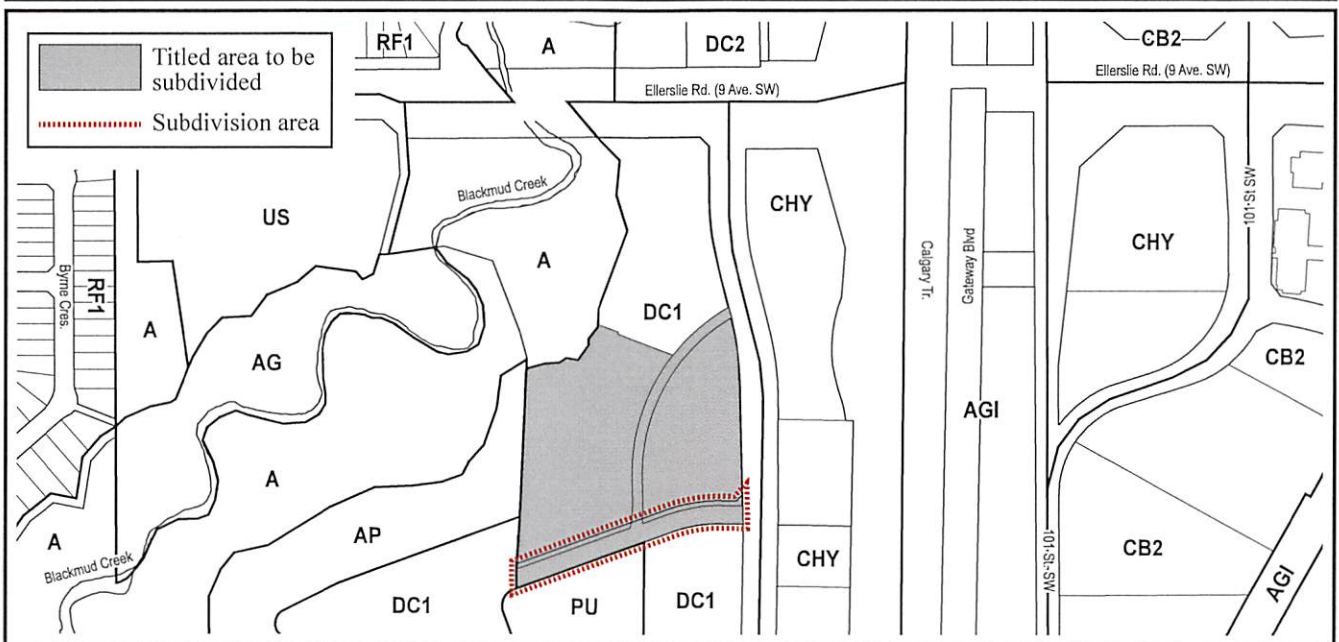 Titled area to be
subdivided
Subdivision area
RF1
A
DC2
CB2
Ellerslie Rd. (9 Ave. SW)
Ellerslie Rd. (9 Ave. SW)
Blackmud Creek
US
CHY
101 St SW
Byrne Cres.
RF1
A
A
Calgary Tr.
Gateway Blvd
CHY
DC1
AG
CB2
AGI
A
AP
A
Blackmud Creek
DC1
PU
DC1
CHY
101 St. SW
CB2
AGI